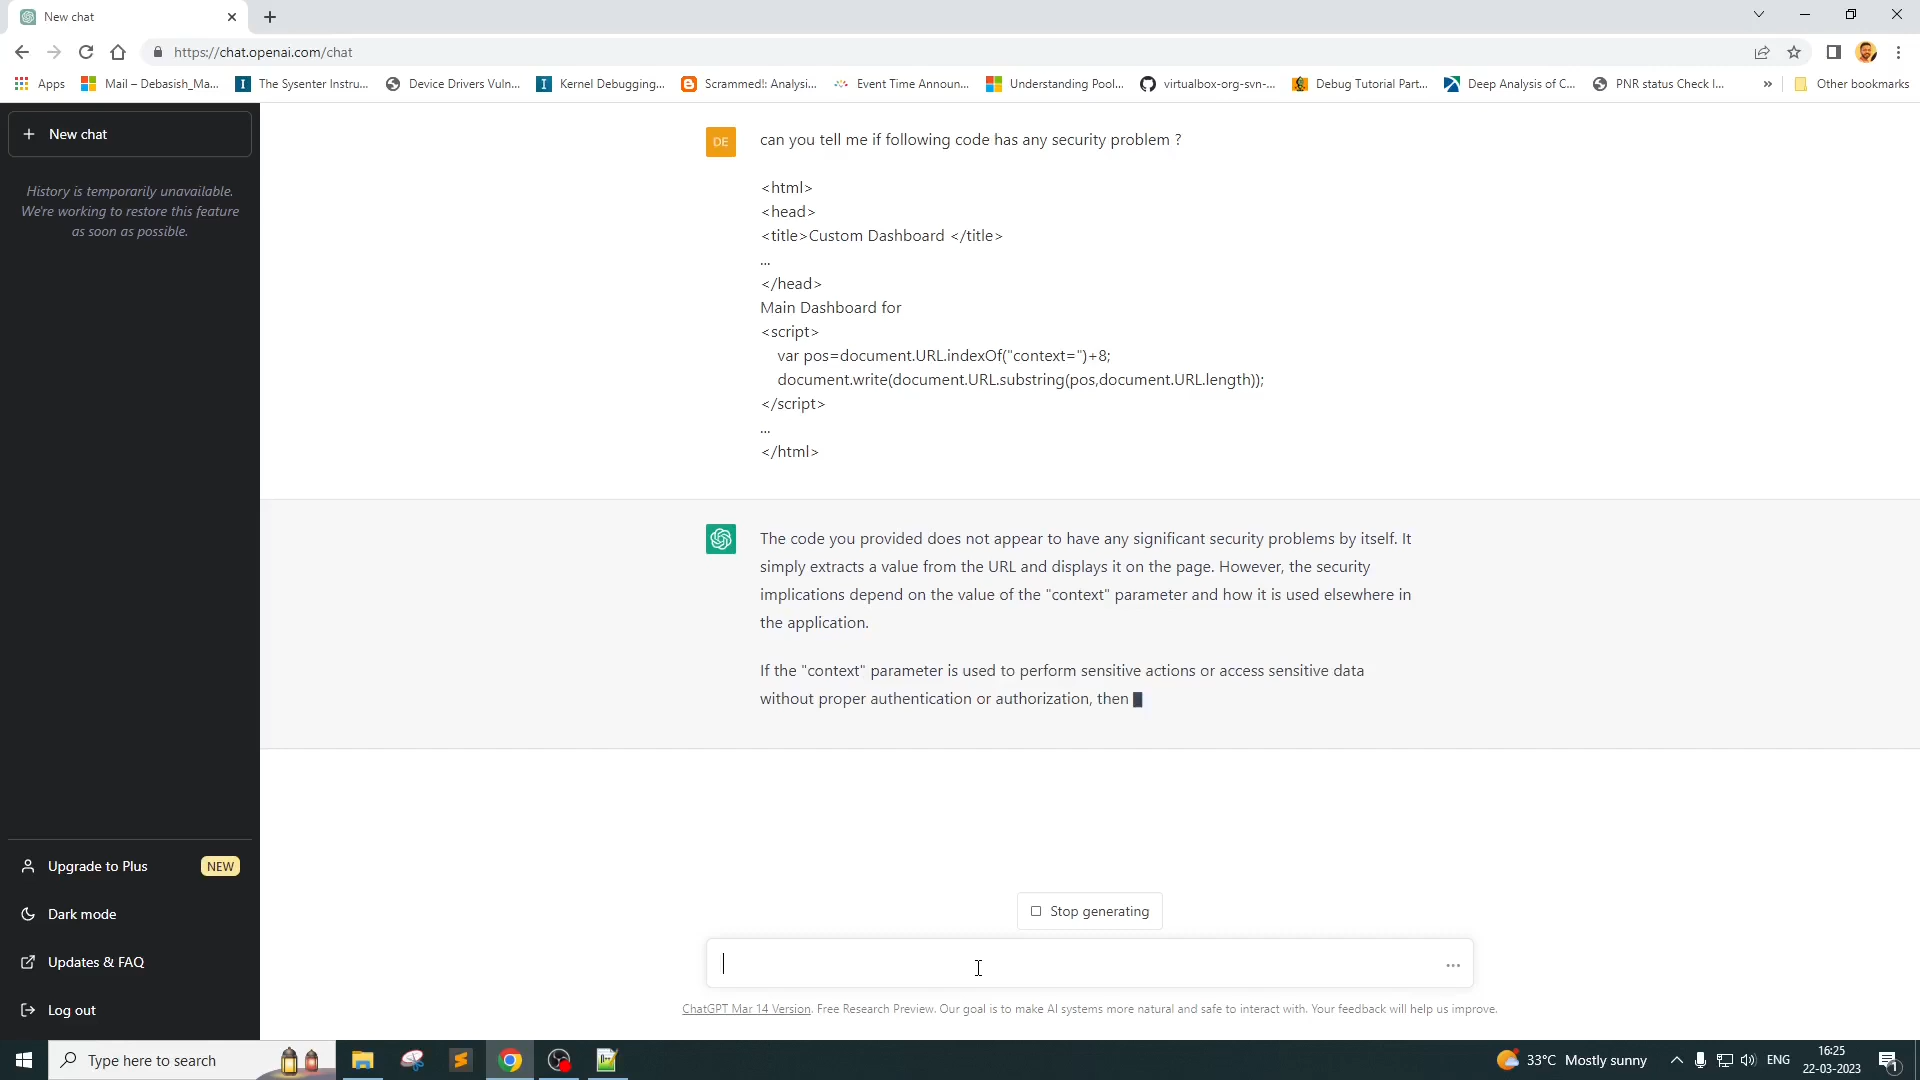 New chat
https://chat.openai.com/chat
Apps
Mail – Debasish_Ma...
The Sysenter Instru...
Device Drivers Vuln...
Kernel Debugging...
Scrammed!: Analysi...
Event Time Announ...
Understanding Pool...
virtualbox-org-svn-...
Debug Tutorial Part...
Deep Analysis of C...
PNR status Check I...
»
Other bookmarks
+ New chat
History is temporarily unavailable.
We're working to restore this feature
as soon as possible.
DE
can you tell me if following code has any security problem ?
<html>
<head>
<title>Custom Dashboard </title>
...
</head>
Main Dashboard for
<script>
var pos=document.URL.indexOf("context=")+8;
document.write(document.URL.substring(pos,document.URL.length));
</script>
...
</html>
The code you provided does not appear to have any significant security problems by itself. It
simply extracts a value from the URL and displays it on the page. However, the security
implications depend on the value of the "context" parameter and how it is used elsewhere in
the application.
If the "context" parameter is used to perform sensitive actions or access sensitive data
without proper authentication or authorization, then
Upgrade to Plus NEW
Dark mode
Updates & FAQ
Log out
Stop generating
...
ChatGPT Mar 14 Version. Free Research Preview. Our goal is to make AI systems more natural and safe to interact with. Your feedback will help us improve.
Type here to search
33°C Mostly sunny
ENG
16:25
22-03-2023
1